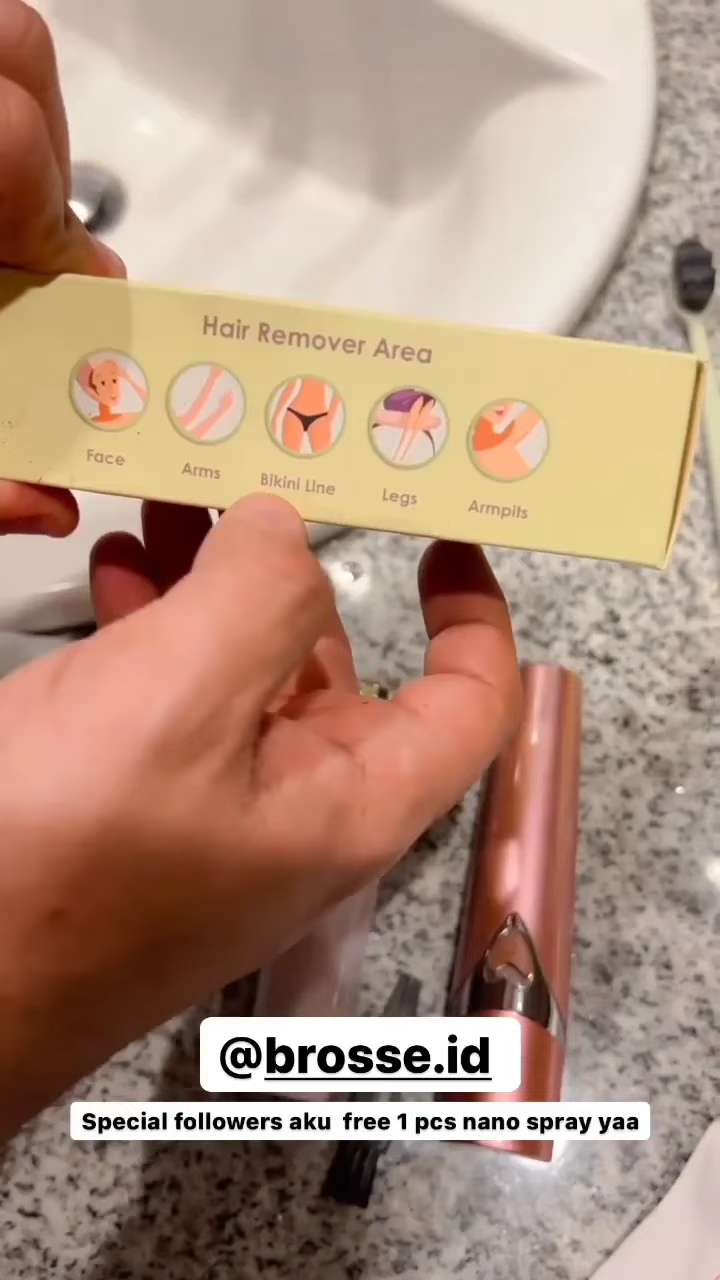 Hair Remover Area
Face
Arms
Bikini Line
Legs
Armpits
@brosse.id
Special followers aku free 1 pcs nano spray yaa